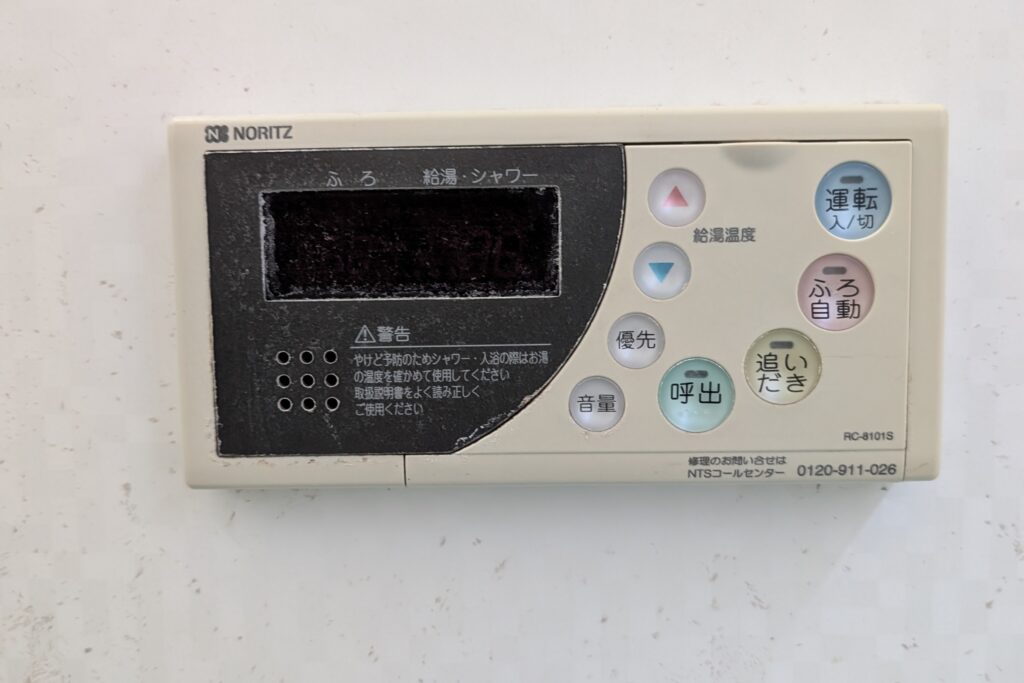 NORITZ
ふろ 給湯・シャワー
運転
入/切
給湯温度
ふろ
自動
優先
追い
だき
呼出
音量
警告
やけど予防のためシャワー・入浴の際はお湯
の温度を確かめて使用してください
取扱説明書をよく読み正しく
ご使用ください
RC-8101S
修理のお問い合せは
NTSコールセンター 0120-911-026